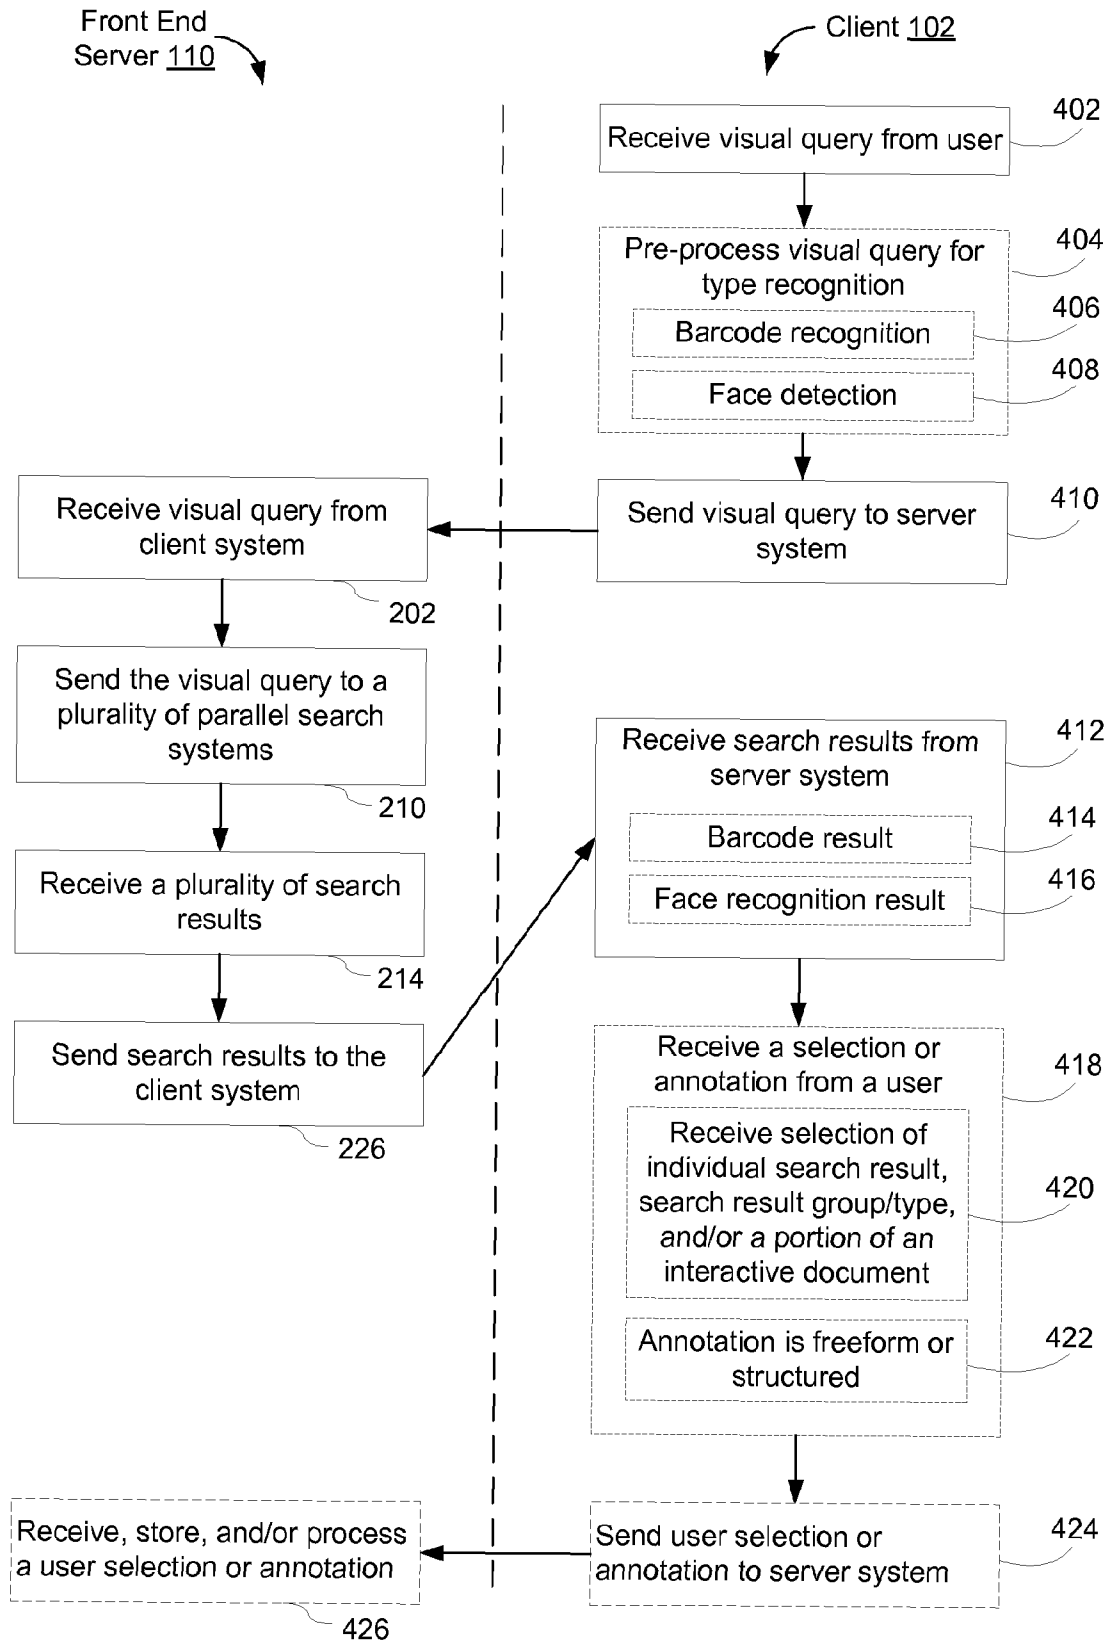 Front End
Server 110
Client 102
402
Receive visual query from user
404
Pre-process visual query for
type recognition
406
Barcode recognition
408
Face detection
410
Send visual query to server
system
Receive visual query from
client system
202
Send the visual query to a
plurality of parallel search
systems
210
Receive a plurality of search
results
214
Send search results to the
client system
226
412
Receive search results from
server system
414
Barcode result
416
Face recognition result
418
Receive a selection or
annotation from a user
420
Receive selection of
individual search result,
search result group/type,
and/or a portion of an
interactive document
422
Annotation is freeform or
structured
424
Send user selection or
annotation to server system
Receive, store, and/or process
a user selection or annotation
426